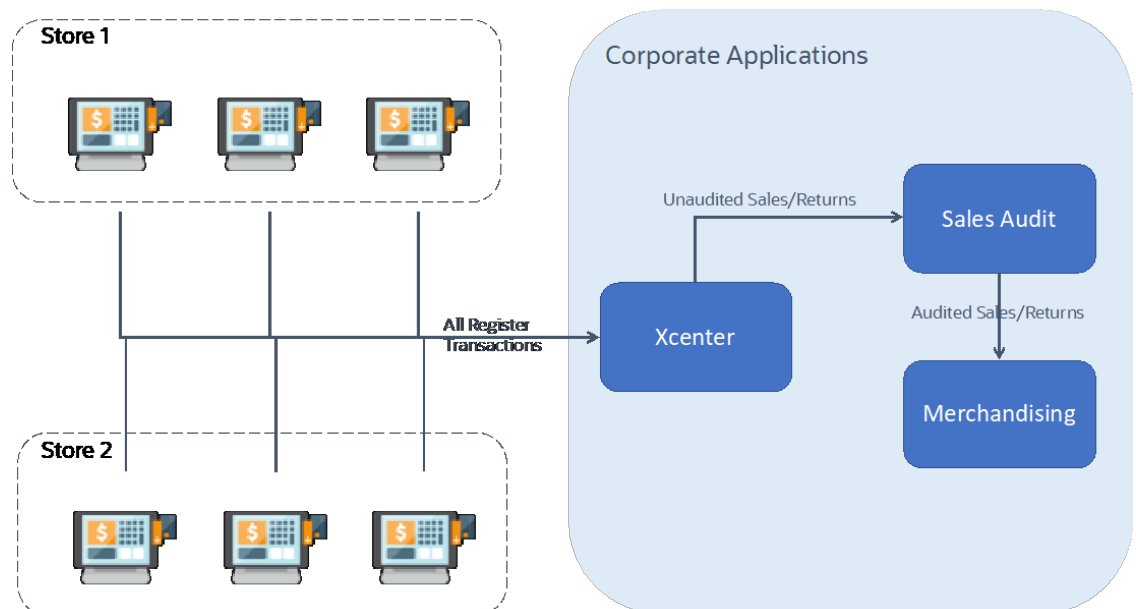 Store 1
Corporate Applications
Unaudited Sales/Returns
Sales Audit
Audited Sales/Returns
All Register
Transactions
Xcenter
Merchandising
Store 2
$
$
$
$
$
$